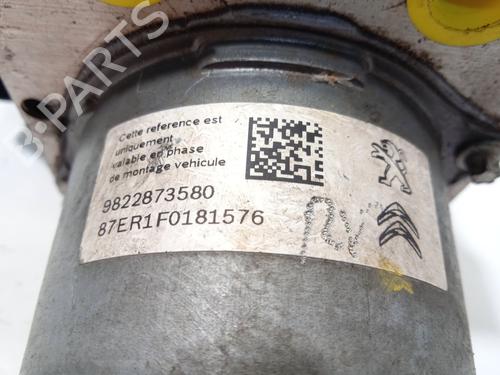 B-PARTS
Cette reference est
uniquement
valable en phase
de montage vehicule
9822873580
87ER1F0181576